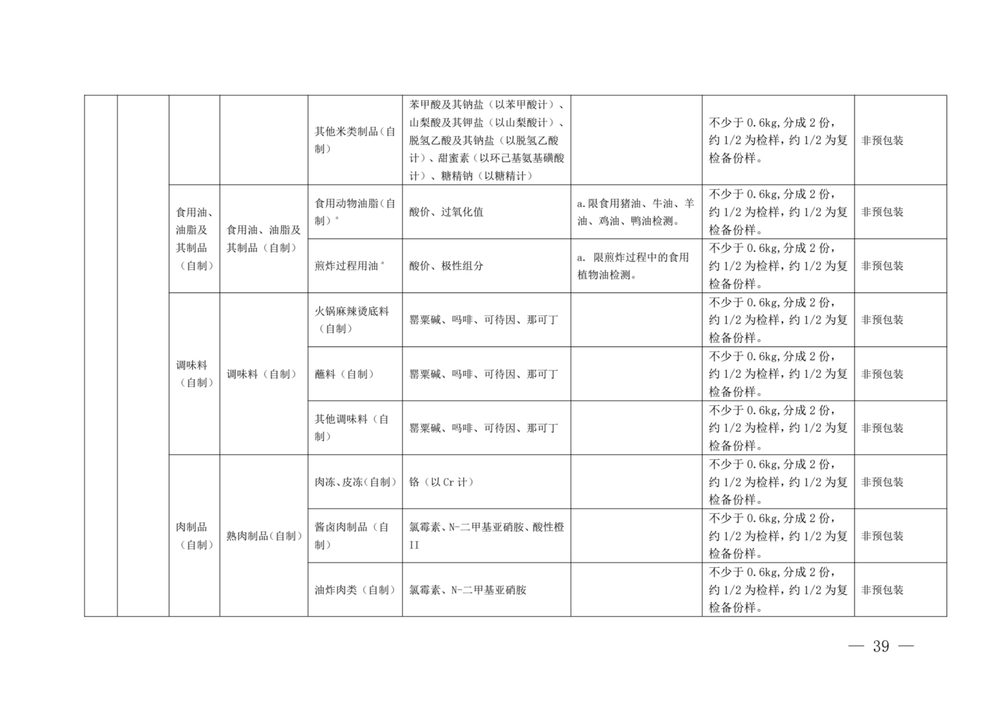 其他米类制品（自
制）
苯甲酸及其钠盐（以苯甲酸计）、
山梨酸及其钾盐（以山梨酸计）、
脱氢乙酸及其钠盐（以脱氢乙酸
计）、甜蜜素（以环己基氨基磺酸
计）、糖精钠（以糖精计）
不少于 0.6kg,分成 2 份，
约 1/2 为检样，约 1/2 为复
检备份样。
非预包装
食用油、
油脂及
其制品
（自制）
食用油、油脂及
其制品（自制）
食用动物油脂（自
制）a
酸价、过氧化值
a.限食用猪油、牛油、羊
油、鸡油、鸭油检测。
不少于 0.6kg,分成 2 份，
约 1/2 为检样，约 1/2 为复
检备份样。
非预包装
煎炸过程用油 a
酸价、极性组分
a. 限煎炸过程中的食用
植物油检测。
不少于 0.6kg,分成 2 份，
约 1/2 为检样，约 1/2 为复
检备份样。
非预包装
调味料
（自制）
调味料（自制）
火锅麻辣烫底料
（自制）
罂粟碱、吗啡、可待因、那可丁
不少于 0.6kg,分成 2 份，
约 1/2 为检样，约 1/2 为复
检备份样。
非预包装
蘸料（自制）
罂粟碱、吗啡、可待因、那可丁
不少于 0.6kg,分成 2 份，
约 1/2 为检样，约 1/2 为复
检备份样。
非预包装
其他调味料（自
制）
罂粟碱、吗啡、可待因、那可丁
不少于 0.6kg,分成 2 份，
约 1/2 为检样，约 1/2 为复
检备份样。
非预包装
肉制品
（自制）
熟肉制品（自制）
肉冻、皮冻（自制）
铬（以 Cr 计）
不少于 0.6kg,分成 2 份，
约 1/2 为检样，约 1/2 为复
检备份样。
非预包装
酱卤肉制品（自
制）
氯霉素、N-二甲基亚硝胺、酸性橙
II
不少于 0.6kg,分成 2 份，
约 1/2 为检样，约 1/2 为复
检备份样。
非预包装
油炸肉类（自制）
氯霉素、N-二甲基亚硝胺
不少于 0.6kg,分成 2 份，
约 1/2 为检样，约 1/2 为复
检备份样。
非预包装
— 39 —